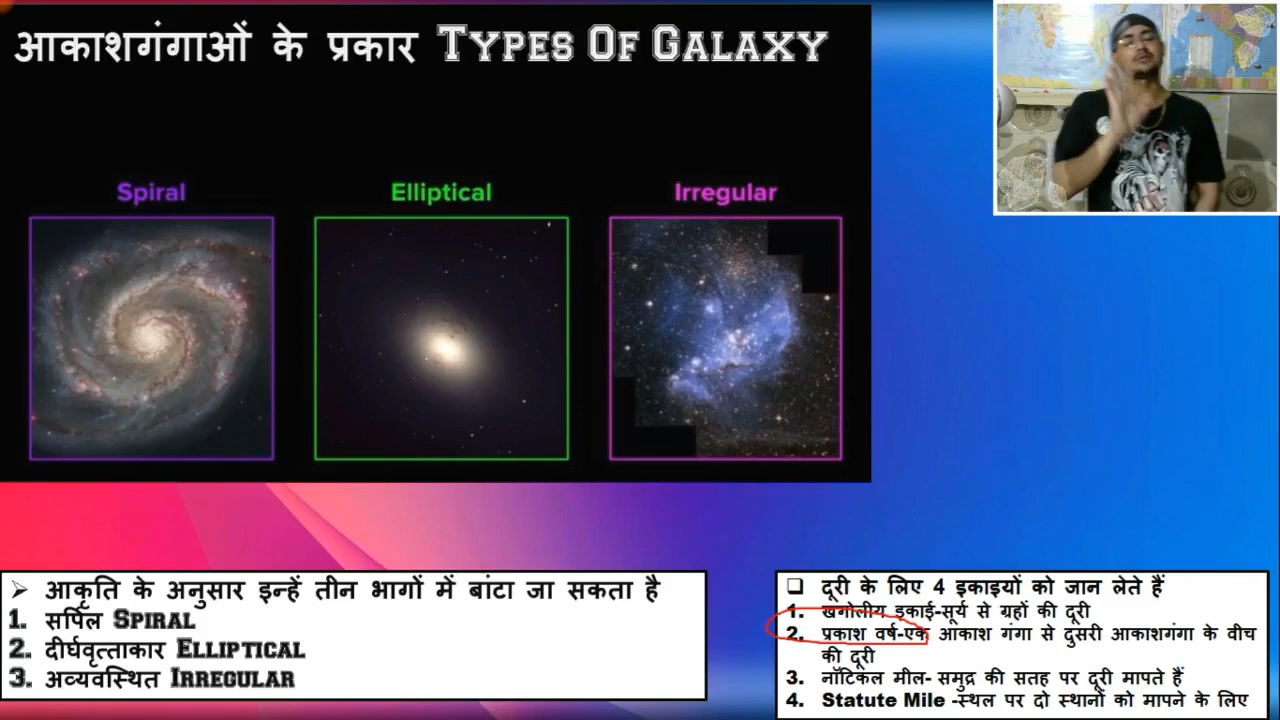 आकाशगंगाओं के प्रकार Types Of Galaxy
Spiral
Elliptical
Irregular
➢ आकृति के अनुसार इन्हें तीन भागों में बांटा जा सकता है
1. सर्पिल Spiral
2. दीर्घवृत्ताकार Elliptical
3. अव्यवस्थित Irregular
❑ दूरी के लिए 4 इकाइयों को जान लेते हैं
1. खगोलीय इकाई-सूर्य से ग्रहों की दूरी
2. प्रकाश वर्ष-एक आकाश गंगा से दुसरी आकाशगंगा के वीच
की दूरी
3. नॉटिकल मील- समुद्र की सतह पर दूरी मापते हैं
4. Statute Mile -स्थल पर दो स्थानों को मापने के लिए